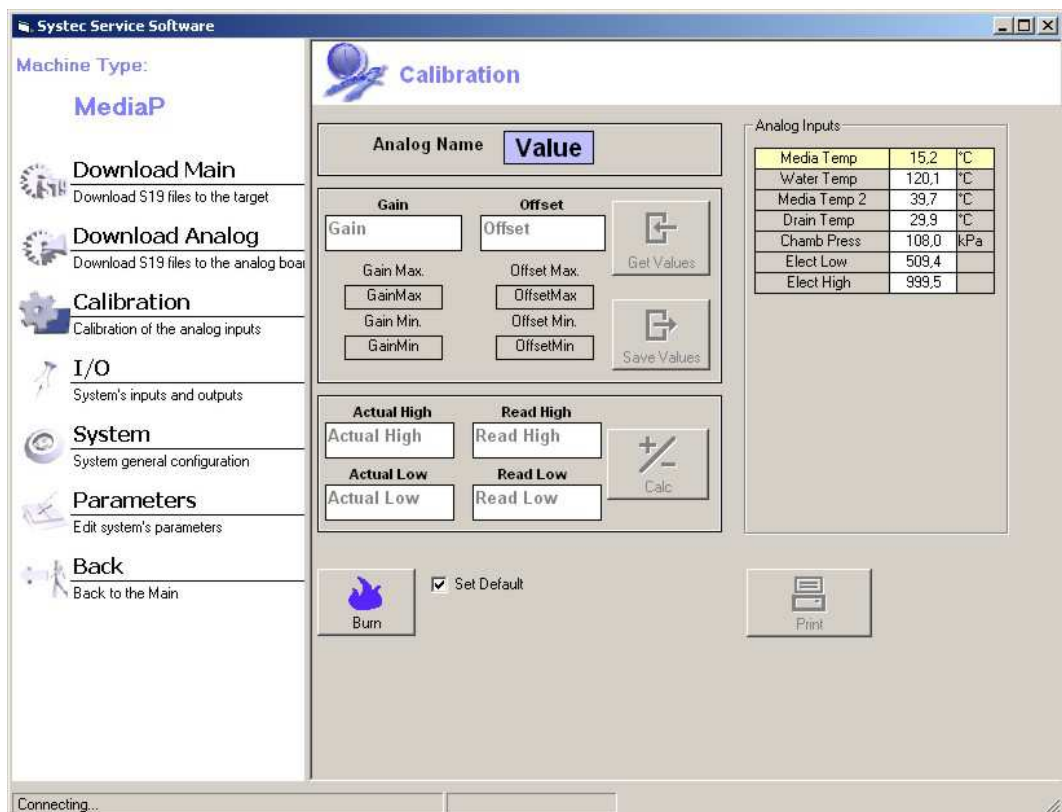 Systec Service Software
Machine Type:
MediaP
Download Main
Download S19 files to the target
Download Analog
Download S19 files to the analog boar
Calibration
Calibration of the analog inputs
I/O
System's inputs and outputs
System
System general configuration
Parameters
Edit system's parameters
Back
Back to the Main
Calibration
Analog Name Value
Gain Offset
Gain Offset
Get Values
Gain Max. Offset Max.
GainMax OffsetMax
Gain Min. Offset Min.
GainMin OffsetMin
Save Values
Actual High Read High
Actual High Read High
Actual Low Read Low
Actual Low Read Low
Calc
Burn
Set Default
Analog Inputs
Media Temp 15,2 °C
Water Temp 120,1 °C
Media Temp 2 39,7 °C
Drain Temp 29,9 °C
Chamb Press 108,0 kPa
Elect Low 509,4
Elect High 999,5
Print
Connecting...